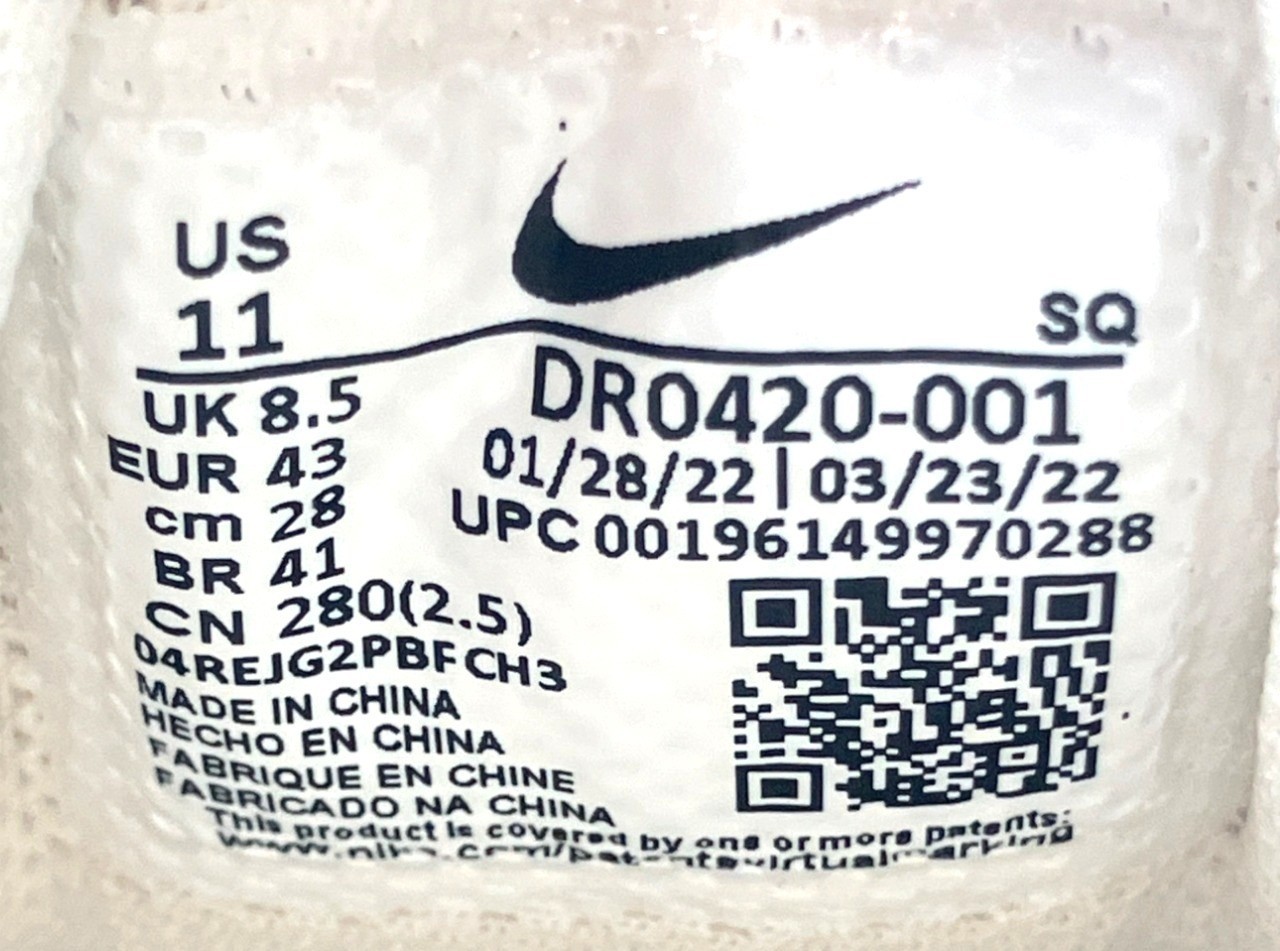 US
11
SQ
UK 8.5
EUR 43
cm 28
BR 41
CN 280(2.5)
04REJG2PBFCH3
DR0420-001
01/28/22 | 03/23/22
UPC 00196149970288
MADE IN CHINA
HECHO EN CHINA
FABRIQUE EN CHINE
FABRICADO NA CHINA
This product is covered by one or more patents: